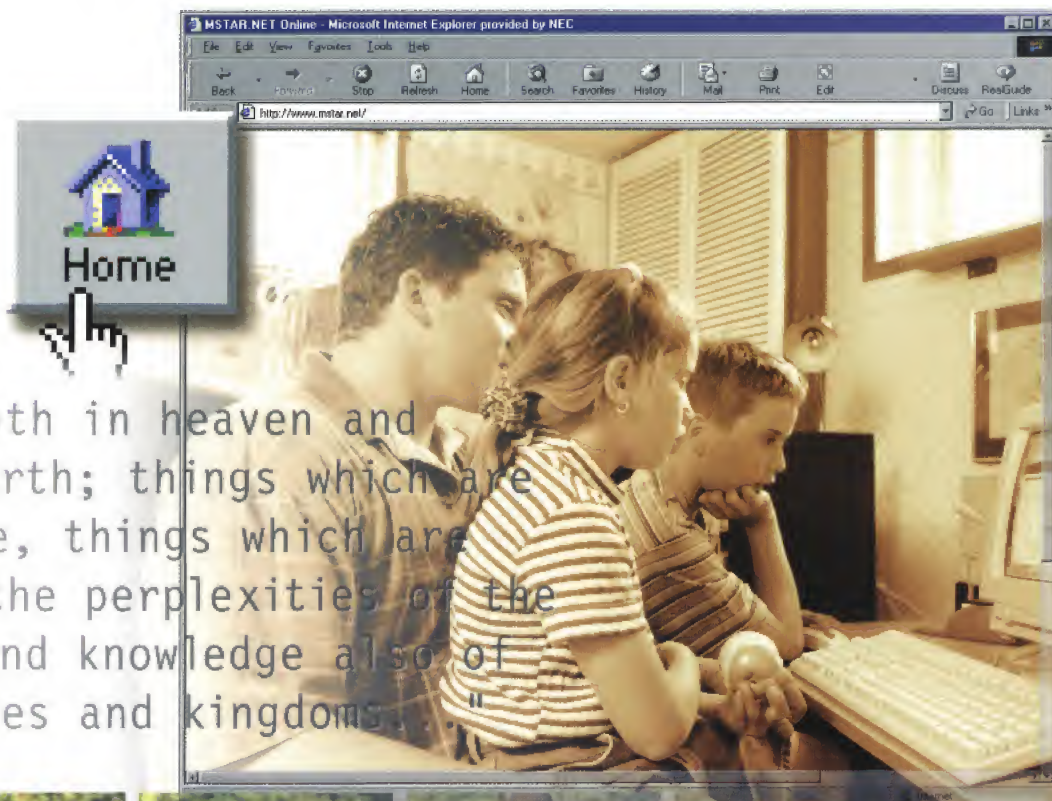 MSTAR.NET Online - Microsoft Internet Explorer provided by NEC
File Edit View Favorites Tools Help
Back Forward Stop Refresh Home Search Favorites History Mail Print Edit Discuss RealGuide
http://www.mstar.net/ Go Links »
Home
th in heaven and
rth; things which are
e, things which are
he perplexities of the
nd knowledge also of
es and kingdoms..."
Internet